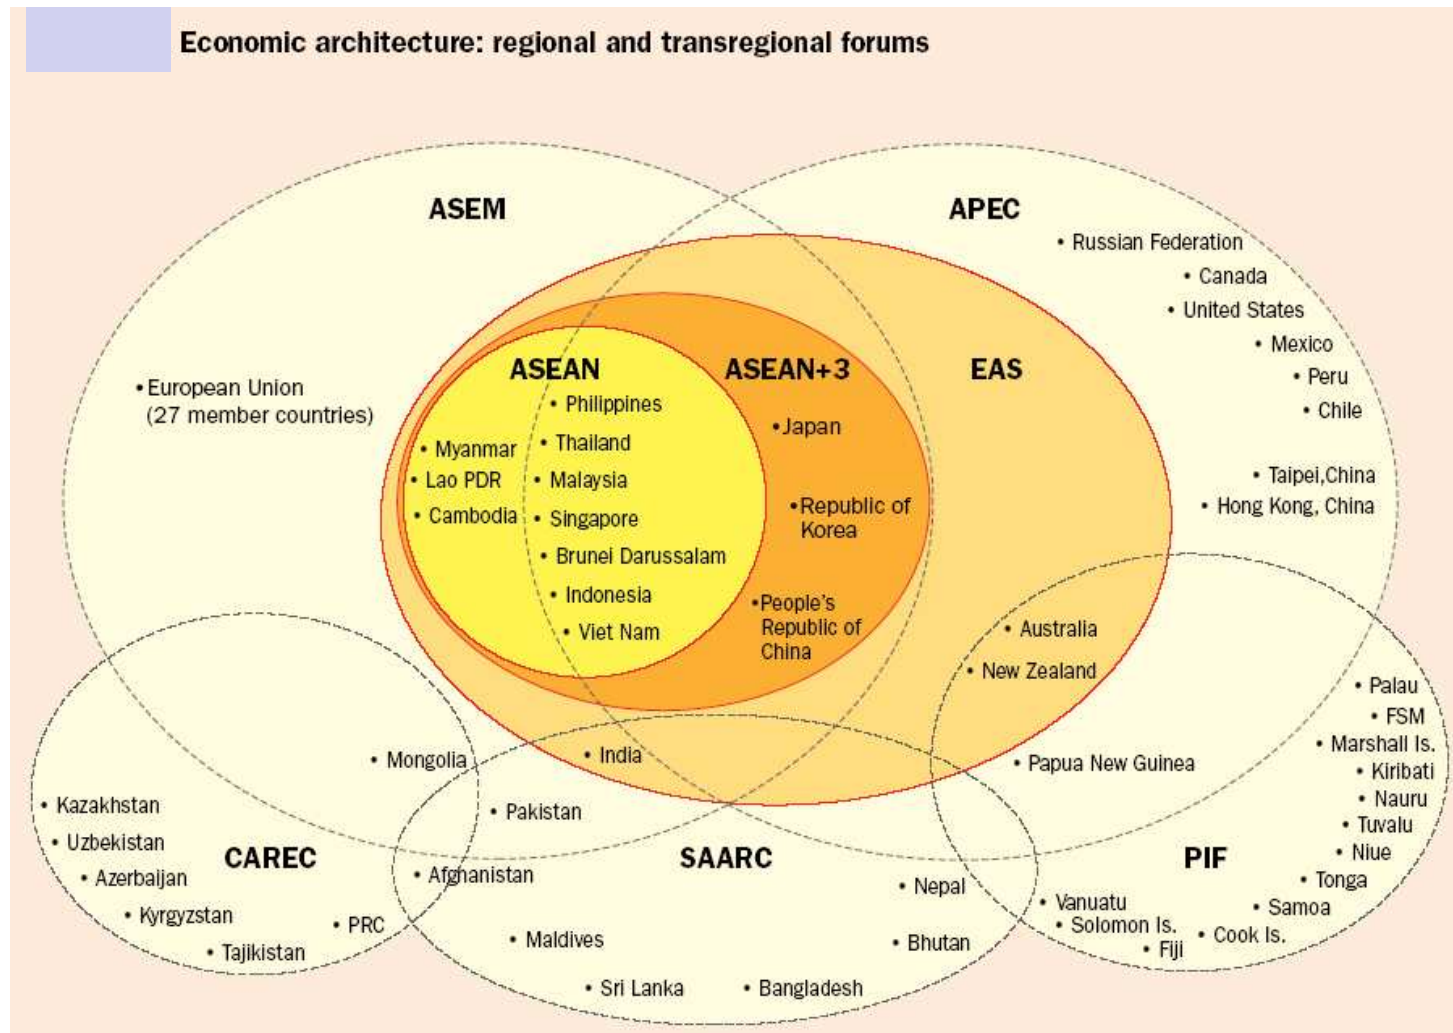 Economic architecture: regional and transregional forums
ASEM
APEC
• Russian Federation
• Canada
• United States
• Mexico
• Peru
• Chile
• Taipei,China
• Hong Kong, China
• European Union
(27 member countries)
ASEAN
ASEAN+3
EAS
• Philippines
• Thailand
• Malaysia
• Singapore
• Brunei Darussalam
• Indonesia
• Viet Nam
• Myanmar
• Lao PDR
• Cambodia
• Japan
• Republic of
Korea
• People's
Republic of
China
• Australia
• New Zealand
• Papua New Guinea
• India
• Mongolia
• Pakistan
• Afghanistan
• Kazakhstan
• Uzbekistan
• Azerbaijan
• Kyrgyzstan
• Tajikistan
• PRC
CAREC
SAARC
• Nepal
• Bhutan
• Maldives
• Sri Lanka
• Bangladesh
PIF
• Palau
• FSM
• Marshall Is.
• Kiribati
• Nauru
• Tuvalu
• Niue
• Tonga
• Samoa
• Cook Is.
• Vanuatu
• Solomon Is.
• Fiji